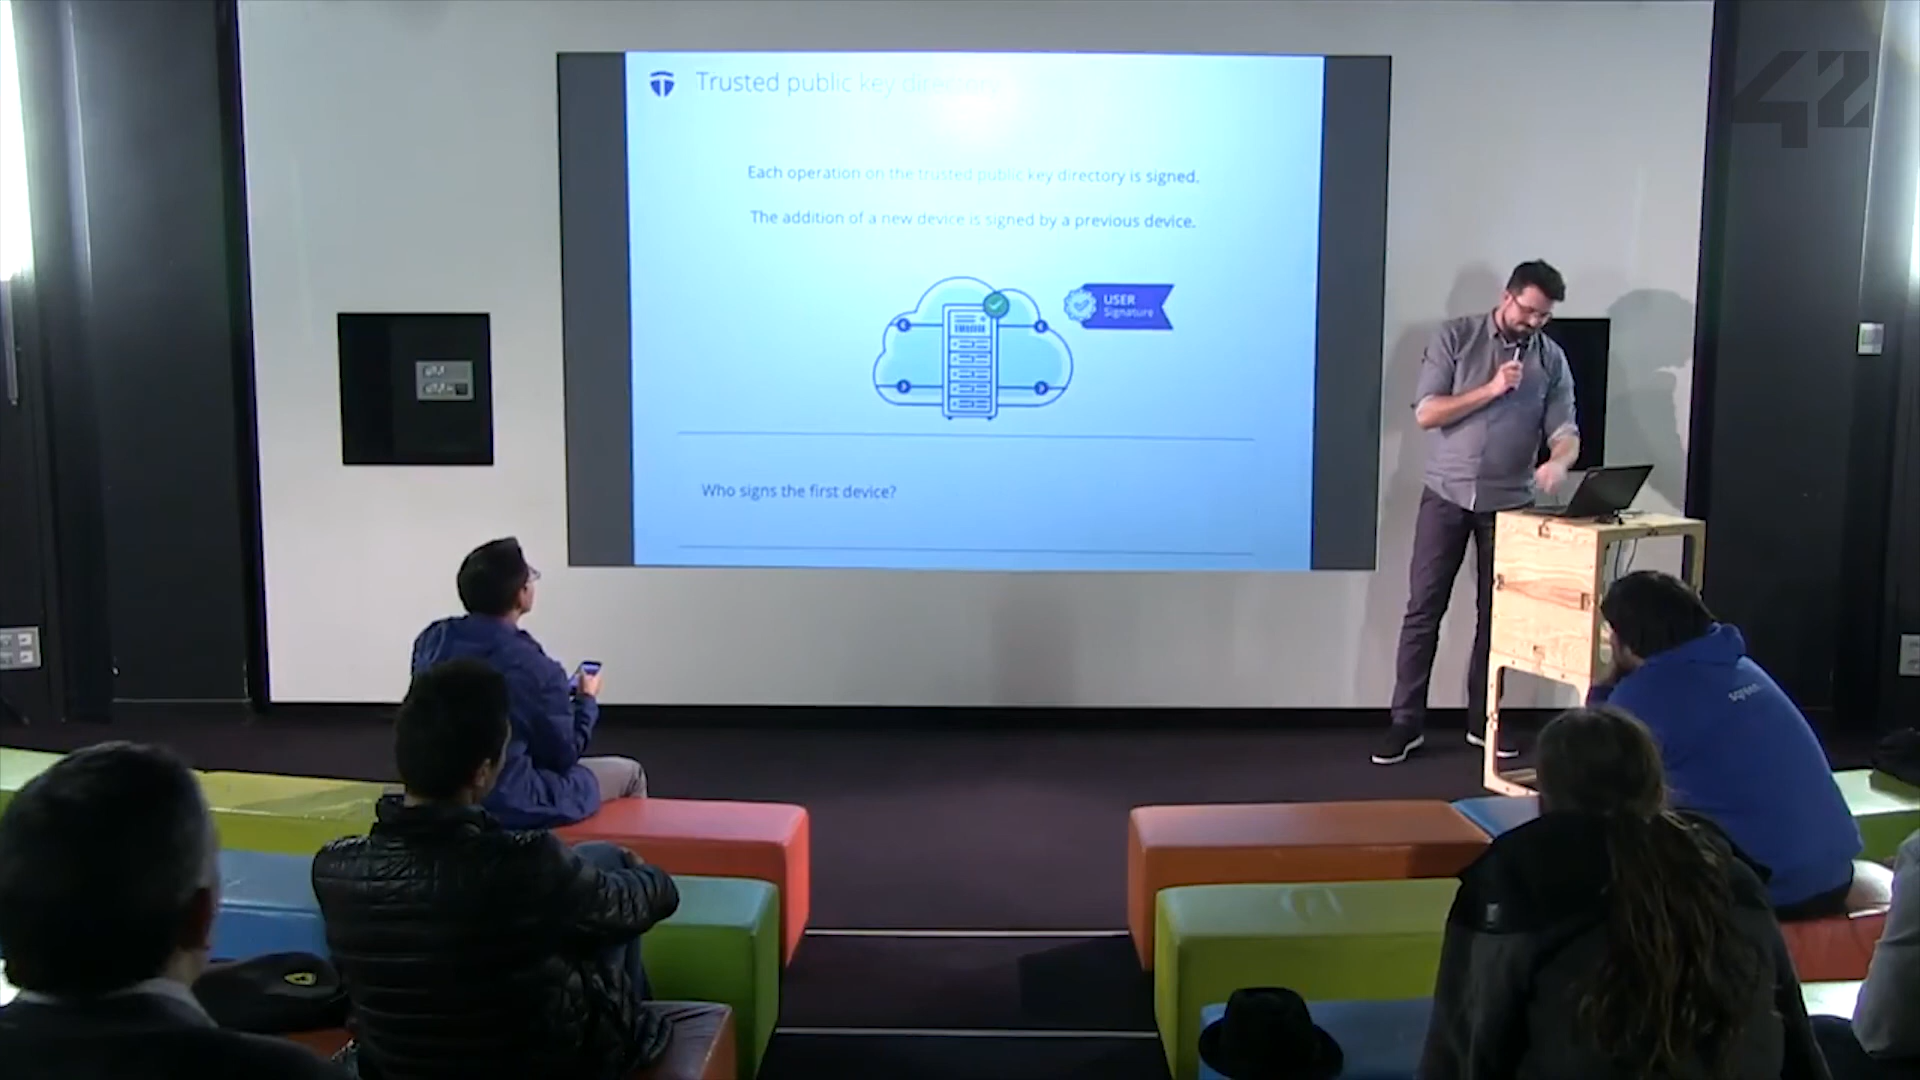 42
Trusted public key directory
Each operation on the trusted public key directory is signed.
The addition of a new device is signed by a previous device.
USER
Signature
Who signs the first device?
sqreen